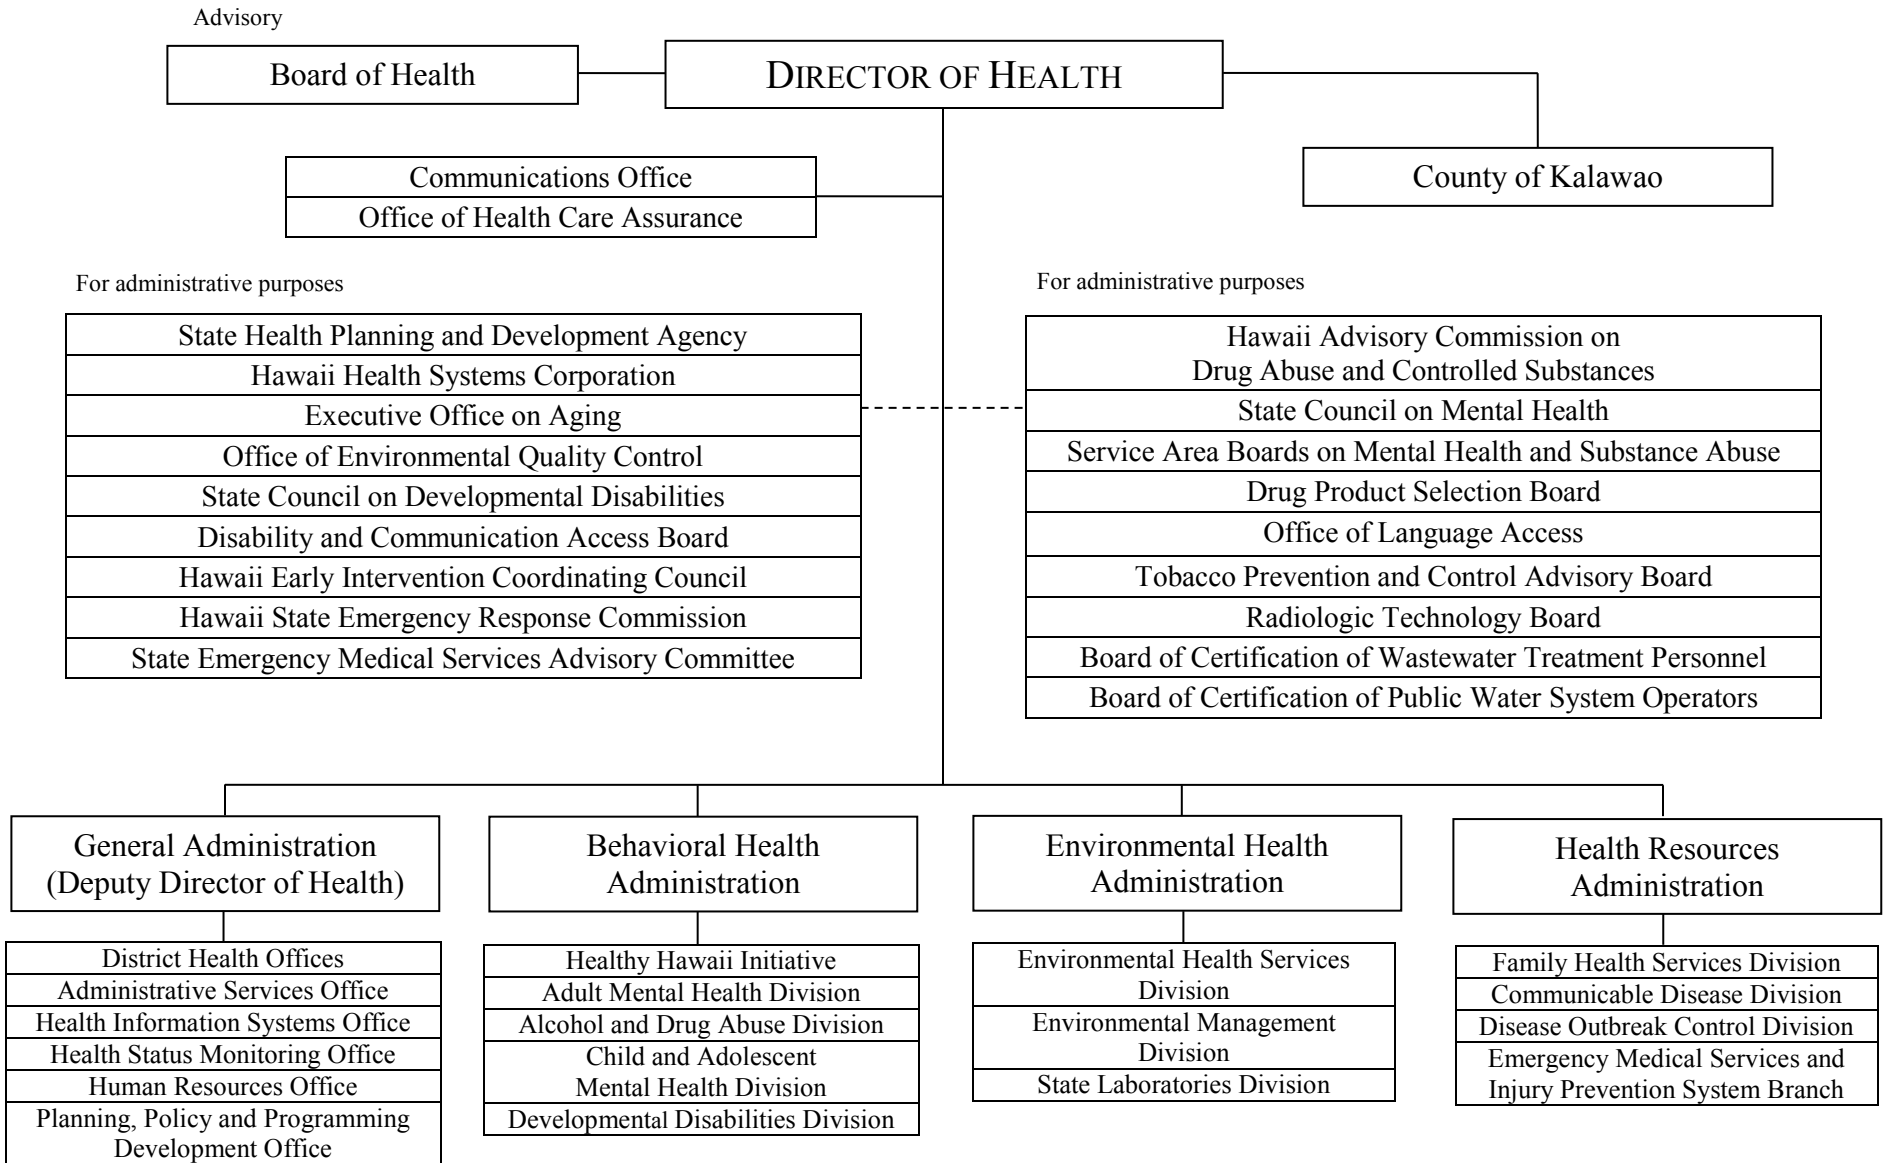 Advisory
Board of Health
DIRECTOR OF HEALTH
Communications Office
Office of Health Care Assurance
County of Kalawao
For administrative purposes
State Health Planning and Development Agency
Hawaii Health Systems Corporation
Executive Office on Aging
Office of Environmental Quality Control
State Council on Developmental Disabilities
Disability and Communication Access Board
Hawaii Early Intervention Coordinating Council
Hawaii State Emergency Response Commission
State Emergency Medical Services Advisory Committee
For administrative purposes
Hawaii Advisory Commission on
Drug Abuse and Controlled Substances
State Council on Mental Health
Service Area Boards on Mental Health and Substance Abuse
Drug Product Selection Board
Office of Language Access
Tobacco Prevention and Control Advisory Board
Radiologic Technology Board
Board of Certification of Wastewater Treatment Personnel
Board of Certification of Public Water System Operators
General Administration
(Deputy Director of Health)
District Health Offices
Administrative Services Office
Health Information Systems Office
Health Status Monitoring Office
Human Resources Office
Planning, Policy and Programming
Development Office
Behavioral Health
Administration
Healthy Hawaii Initiative
Adult Mental Health Division
Alcohol and Drug Abuse Division
Child and Adolescent
Mental Health Division
Developmental Disabilities Division
Environmental Health
Administration
Environmental Health Services
Division
Environmental Management
Division
State Laboratories Division
Health Resources
Administration
Family Health Services Division
Communicable Disease Division
Disease Outbreak Control Division
Emergency Medical Services and
Injury Prevention System Branch